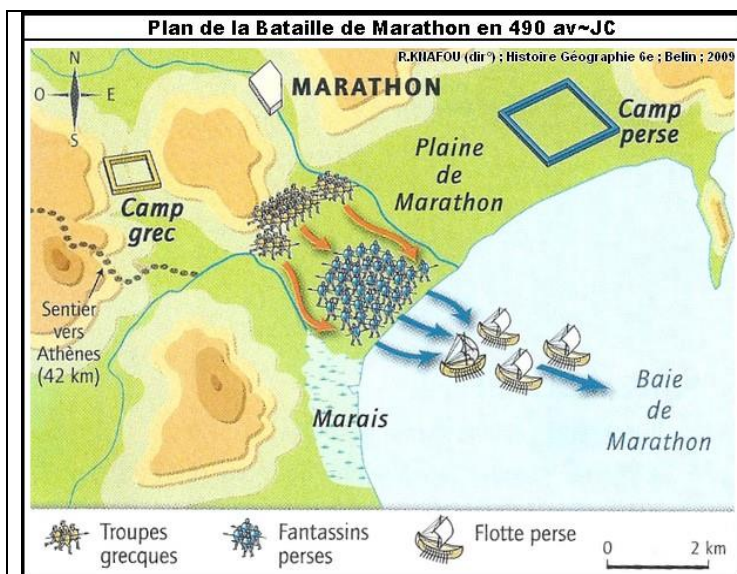 Plan de la Bataille de Marathon en 490 av~JC
R.KNAFOU (dir°) ; Histoire Géographie 6e ; Belin ; 2009
N
O
E
S
MARATHON
Camp
perse
Plaine
de
Marathon
Camp
grec
Sentier
vers
Athènes
(42 km)
Marais
Baie
de
Marathon
Troupes
grecques
Fantassins
perses
Flotte perse
0
2 km